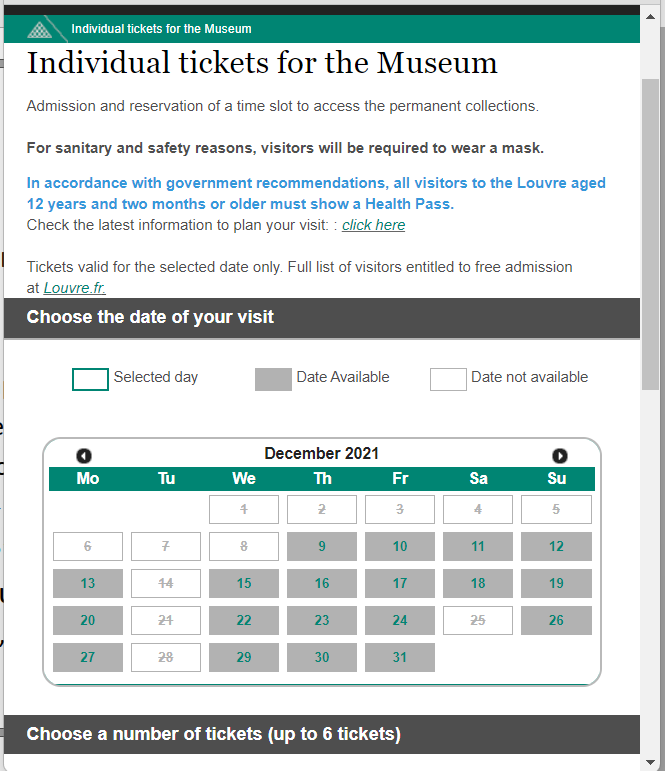 Individual tickets for the Museum
Individual tickets for the Museum
Admission and reservation of a time slot to access the permanent collections.
For sanitary and safety reasons, visitors will be required to wear a mask.
In accordance with government recommendations, all visitors to the Louvre aged
12 years and two months or older must show a Health Pass.
Check the latest information to plan your visit: : click here
Tickets valid for the selected date only. Full list of visitors entitled to free admission
at Louvre.fr.
Choose the date of your visit
Selected day Date Available Date not available
December 2021
Mo Tu We Th Fr Sa Su
1 2 3 4 5
6 7 8 9 10 11 12
13 14 15 16 17 18 19
20 21 22 23 24 25 26
27 28 29 30 31
Choose a number of tickets (up to 6 tickets)